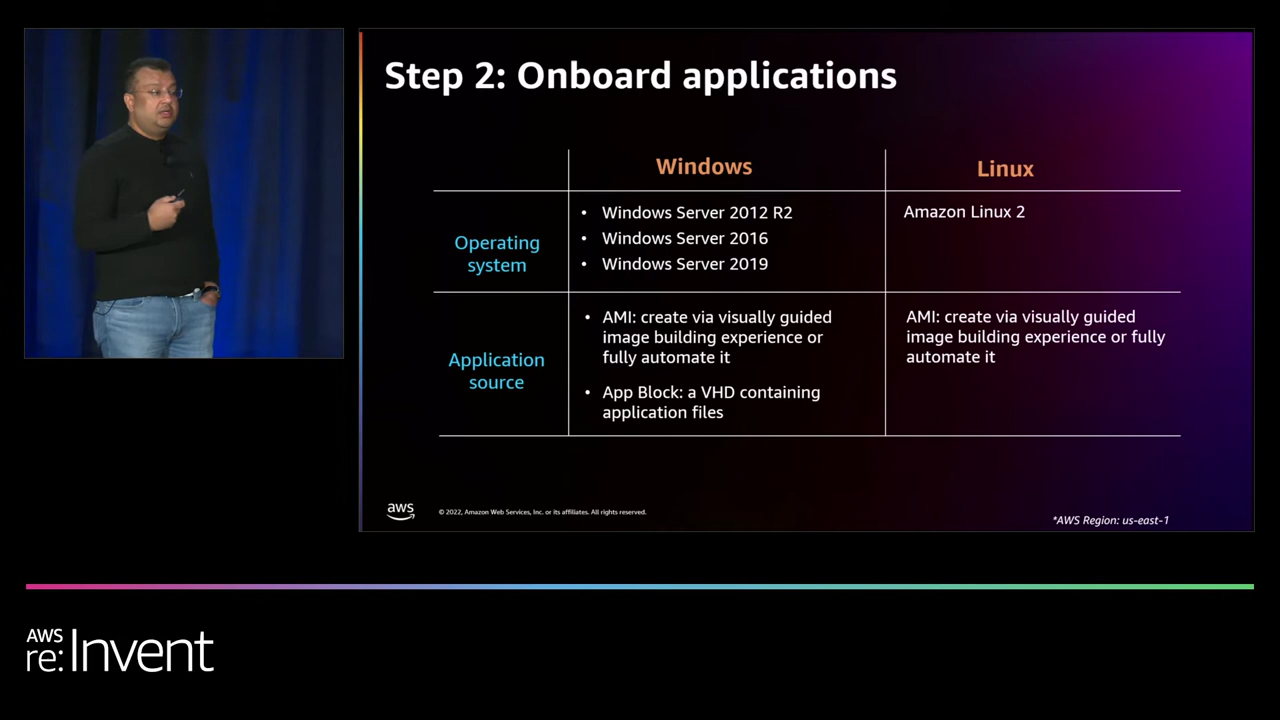 Step 2: Onboard applications
Windows
Linux
Operating
system
• Windows Server 2012 R2
• Windows Server 2016
• Windows Server 2019
Amazon Linux 2
Application
source
• AMI: create via visually guided
image building experience or
fully automate it
• App Block: a VHD containing
application files
AMI: create via visually guided
image building experience or fully
automate it
aws
© 2022, Amazon Web Services, Inc. or its affiliates. All rights reserved.
*AWS Region: us-east-1
AWS
re:Invent